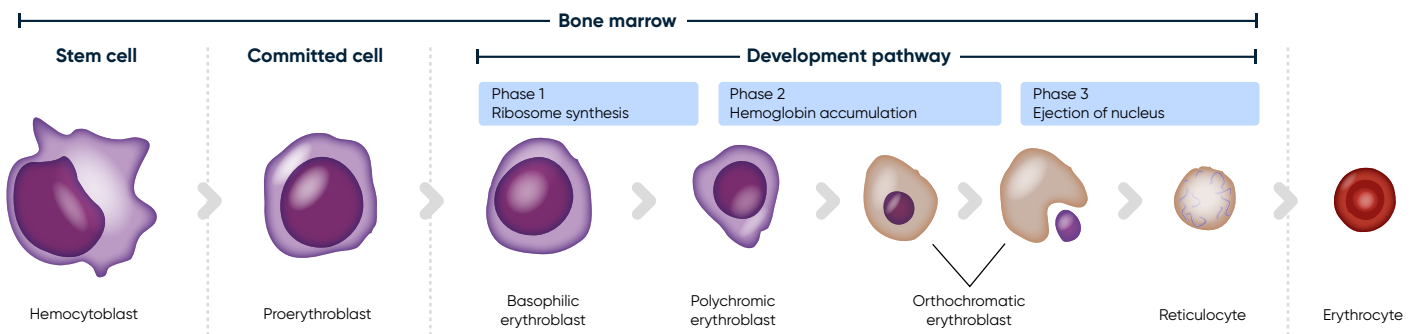 Bone marrow
Stem cell
Committed cell
Development pathway
Phase 1
Ribosome synthesis
Phase 2
Hemoglobin accumulation
Phase 3
Ejection of nucleus
Hemocytoblast
Proerythroblast
Basophilic
erythroblast
Polychromic
erythroblast
Orthochromatic
erythroblast
Reticulocyte
Erythrocyte